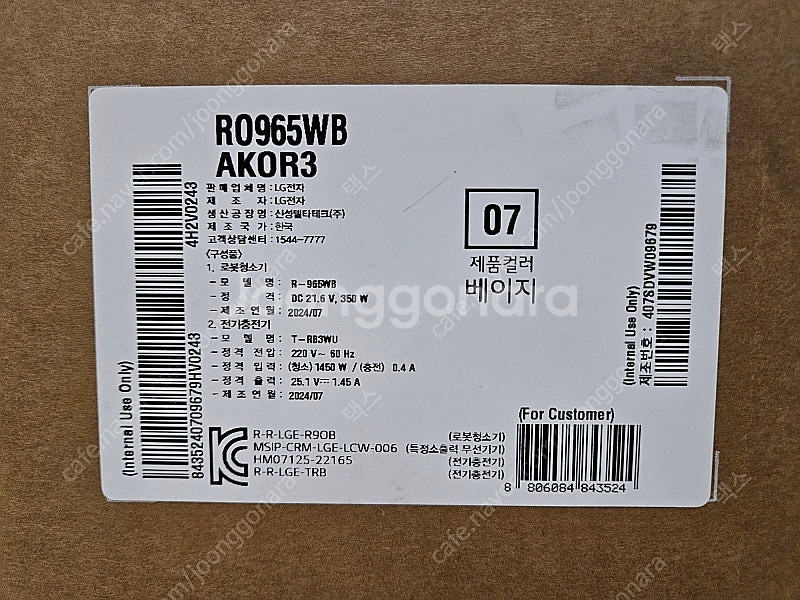 RO965WB
AKOR3
판매업체명 : LG전자
제 조 자 : LG전자
생산공장명 : 신성델타테크(주)
제 조 국 가 : 한국
고객상담센터 : 1544-7777
〈구성품〉
1. 로봇청소기
- 모 델 명 : R-965WB
- 정 격 : DC 21.6 V, 350 W
- 제 조 연 월 : 2024/07
2. 전기충전기
- 모 델 명 : T-RB3WU
- 정 격 전 압 : 220 V~ 60 Hz
- 정 격 입 력 : (청소) 1450 W / (충전) 0.4 A
- 정 격 출 력 : 25.1 V 1.45 A
- 제 조 연 월 : 2024/07
07
제품컬러
베이지
4H2V0243
(Internal Use Only)
8435240709679HV0243
(Internal Use Only)
제조번호 : 407SDVW09679
R-R-LGE-R9OB (로봇청소기)
MSIP-CRM-LGE-LCW-006 (특정소출력 무선기기)
HM07125-22165 (전기충전기)
R-R-LGE-TRB (전기충전기)
(For Customer)
8 806084 843524
joonggonara
cafe.naver.com/joonggonara
택스